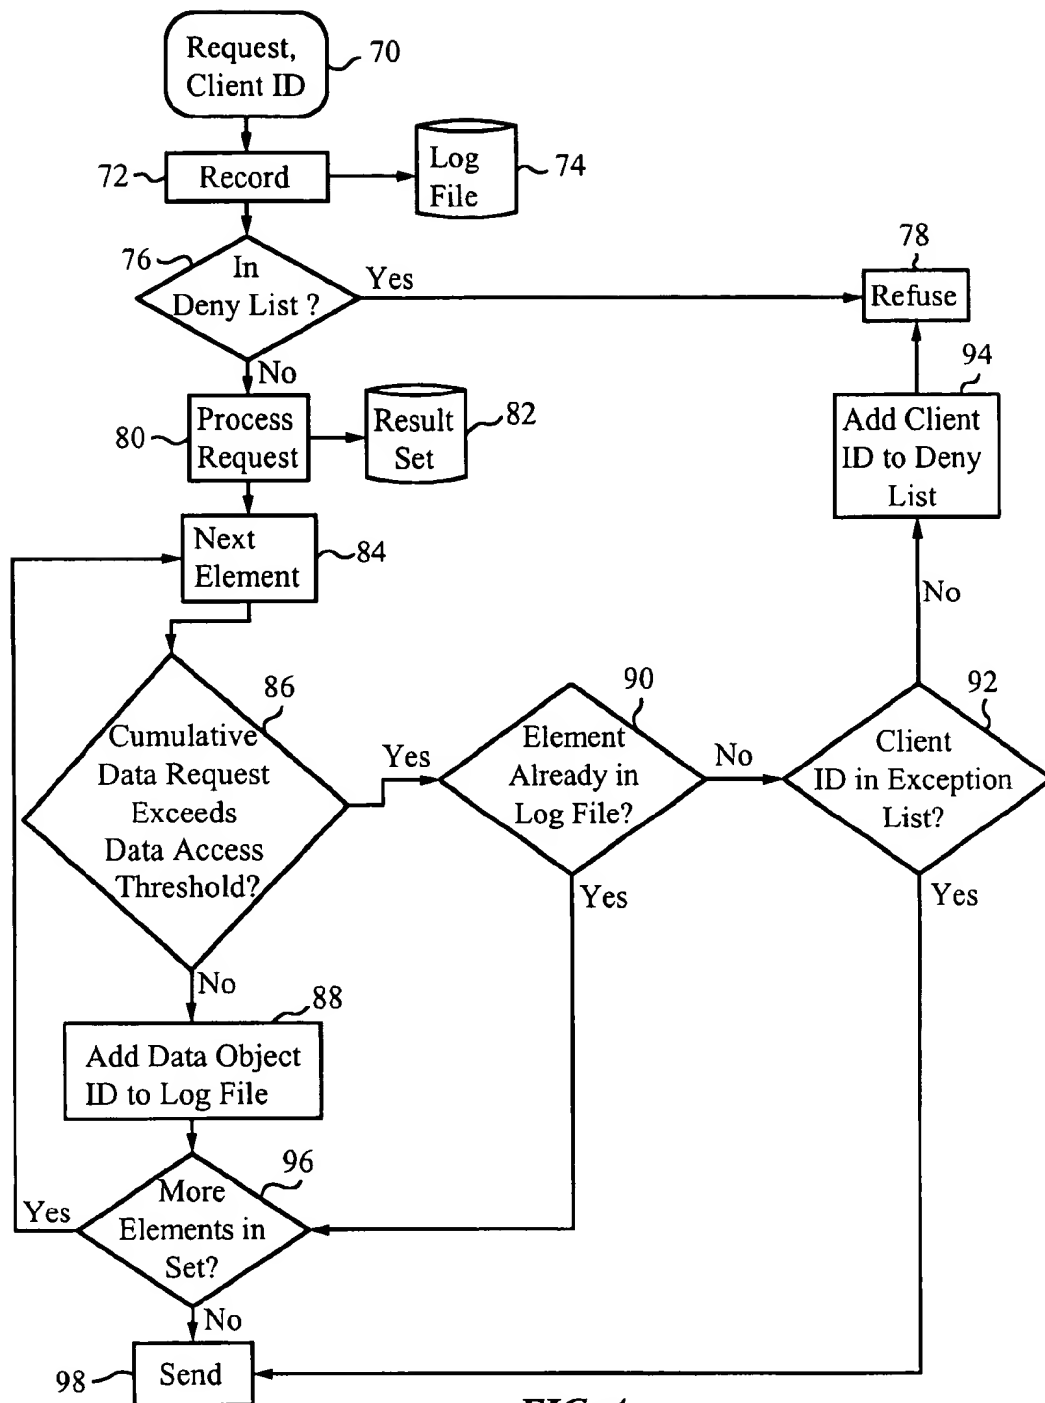 Request,
Client ID
70
72
Record
Log
File
74
76
In
Deny List ?
Yes
78
Refuse
No
94
Add Client
ID to Deny
List
80
Process
Request
Result
Set
82
Next
Element
84
No
86
Cumulative
Data Request
Exceeds
Data Access
Threshold?
Yes
90
Element
Already in
Log File?
No
92
Client
ID in Exception
List?
Yes
Yes
No
88
Add Data Object
ID to Log File
96
More
Elements in
Set?
Yes
No
98
Send